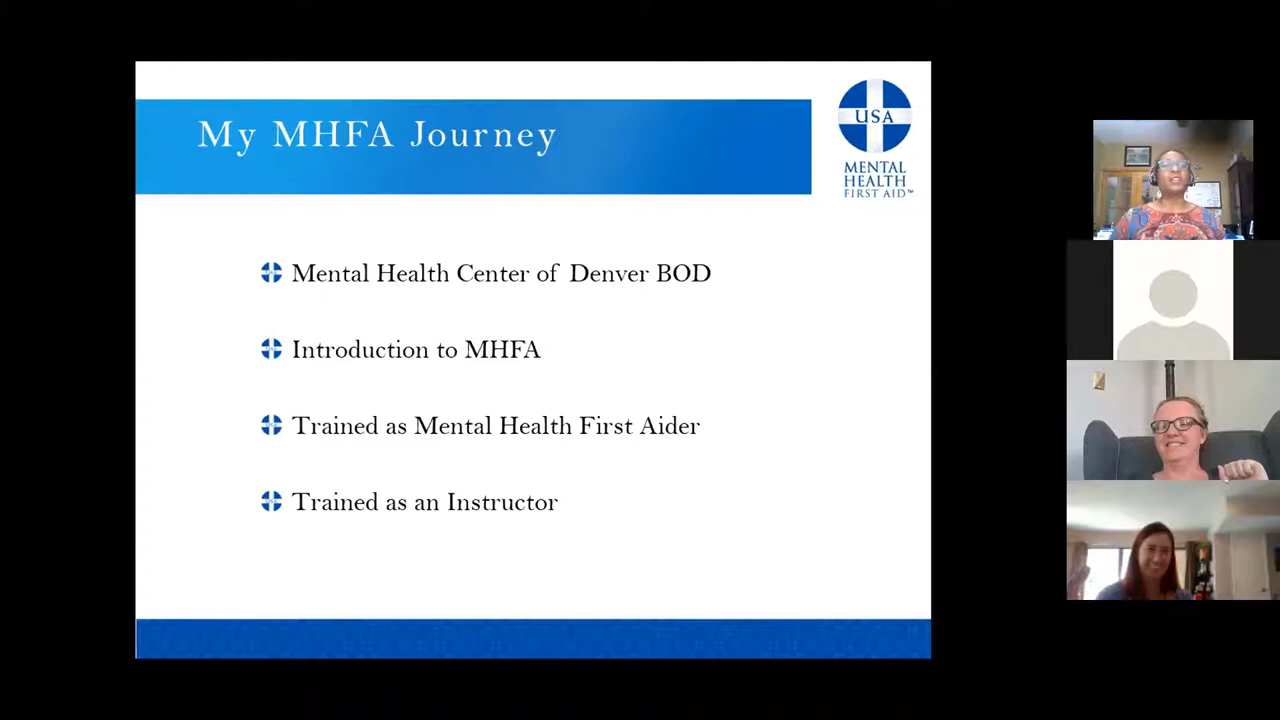 My MHFA Journey
USA
MENTAL
HEALTH
FIRST AID™
Mental Health Center of Denver BOD
Introduction to MHFA
Trained as Mental Health First Aider
Trained as an Instructor